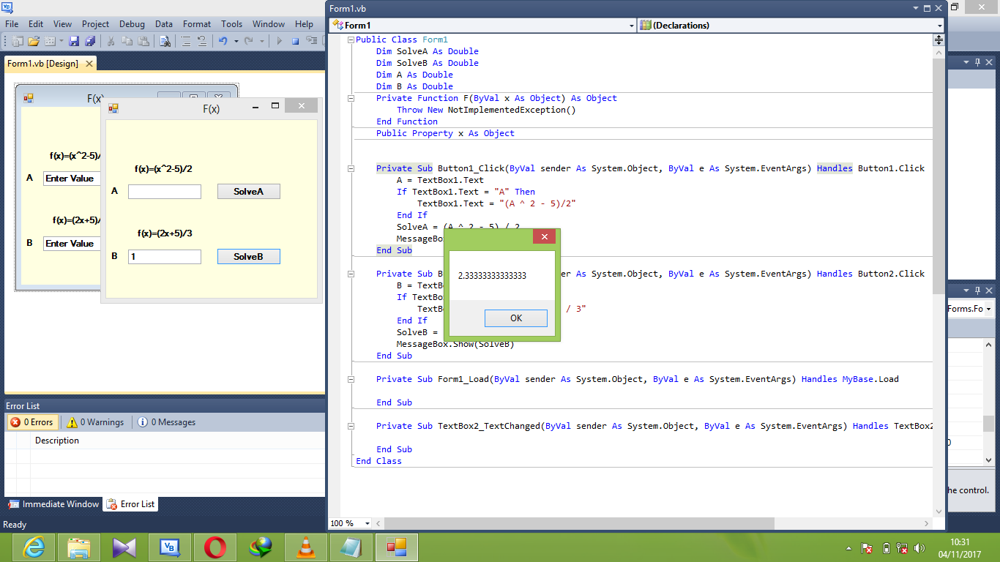 Form1.vb
File Edit View Project Debug Data Format Tools Window Help
Form1.vb [Design]
F(x)
f(x)=(x^2-5)/
A Enter Value
f(x)=(2x+5)/
B Enter Value
F(x)
f(x)=(x^2-5)/2
A SolveA
f(x)=(2x+5)/3
B 1 SolveB
Form1 (Declarations)
Public Class Form1
Dim SolveA As Double
Dim SolveB As Double
Dim A As Double
Dim B As Double
Private Function F(ByVal x As Object) As Object
Throw New NotImplementedException()
End Function
Public Property x As Object
Private Sub Button1_Click(ByVal sender As System.Object, ByVal e As System.EventArgs) Handles Button1.Click
A = TextBox1.Text
If TextBox1.Text = "A" Then
TextBox1.Text = "(A ^ 2 - 5)/2"
End If
SolveA = (A ^ 2 - 5) / 2
MessageBo
End Sub
Private Sub B er As System.Object, ByVal e As System.EventArgs) Handles Button2.Click
B = TextB
If TextBo
TextB / 3"
End If
SolveB =
MessageBox.Show(SolveB)
End Sub
Private Sub Form1_Load(ByVal sender As System.Object, ByVal e As System.EventArgs) Handles MyBase.Load
End Sub
Private Sub TextBox2_TextChanged(ByVal sender As System.Object, ByVal e As System.EventArgs) Handles TextBox2
End Sub
End Class
2.33333333333333
OK
100 %
Forms.Fo
0
he control.
Error List
0 Errors 0 Warnings 0 Messages
Description
Immediate Window Error List
Ready
VB
10:31
04/11/2017